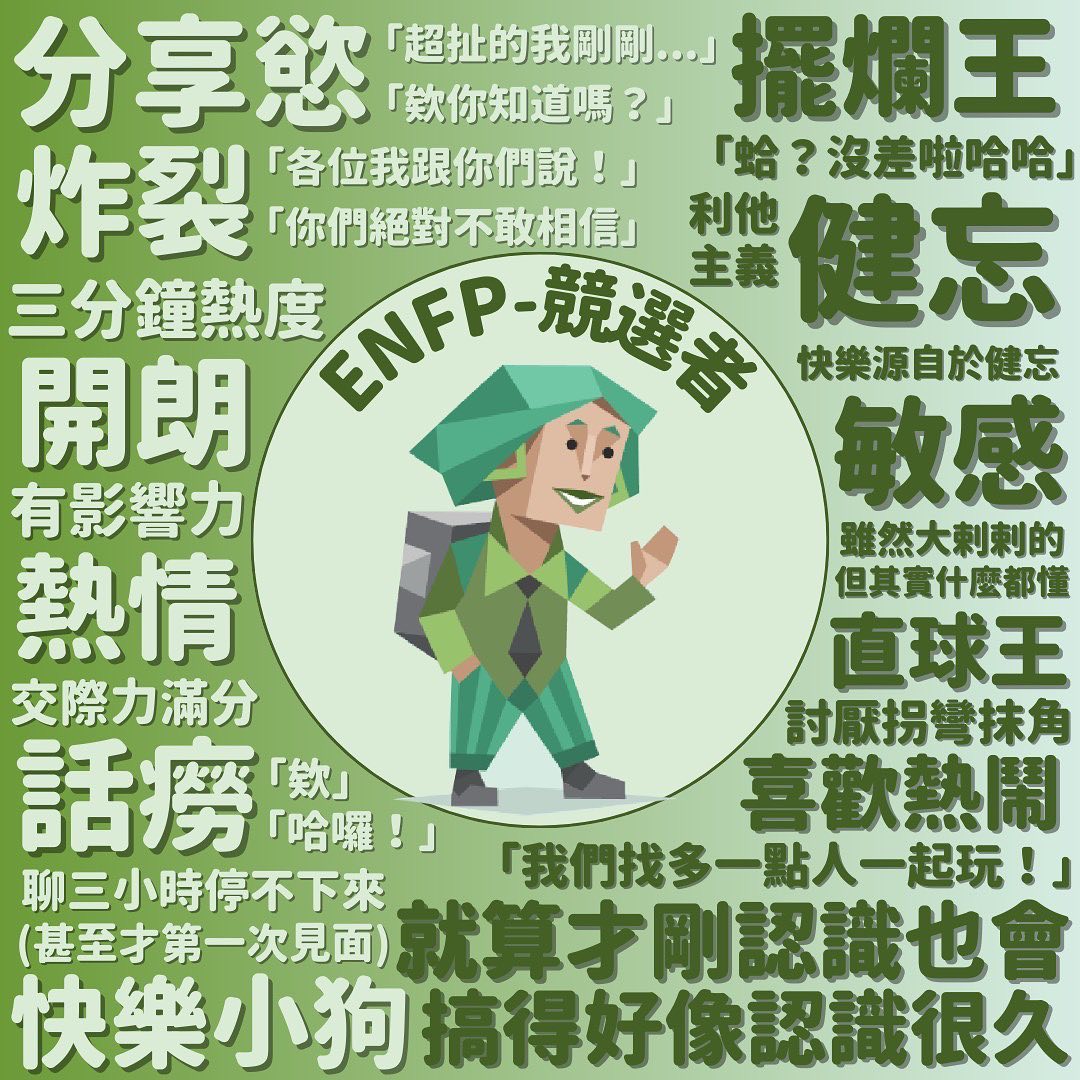 分享慾
「超扯的我剛剛...」
「欸你知道嗎？」
炸裂
「各位我跟你們說！」
「你們絕對不敢相信」
三分鐘熱度
開朗
有影響力
熱情
交際力滿分
話癆
「欸」
「哈囉！」
聊三小時停不下來
(甚至才第一次見面)
快樂小狗
ENFP-競選者
擺爛王
「蛤？沒差啦哈哈」
利他
主義
健忘
快樂源自於健忘
敏感
雖然大剌剌的
但其實什麼都懂
直球王
討厭拐彎抹角
喜歡熱鬧
「我們找多一點人一起玩！」
就算才剛認識也會
搞得好像認識很久